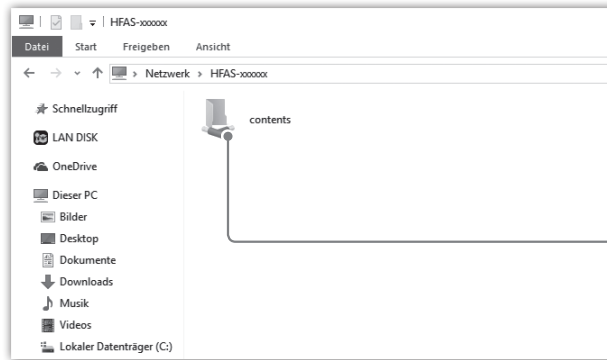 HFAS-xxxxxx
Datei Start Freigeben Ansicht
Netzwerk HFAS-xxxxxx
Schnellzugriff
contents
LAN DISK
OneDrive
Dieser PC
Bilder
Desktop
Dokumente
Downloads
Musik
Videos
Lokaler Datenträger (C:)